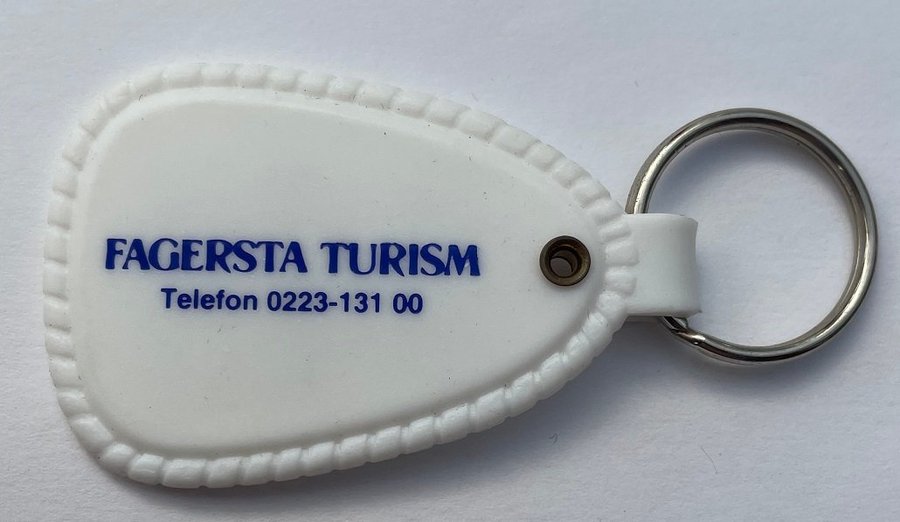 FAGERSTA TURISM
Telefon 0223-131 00